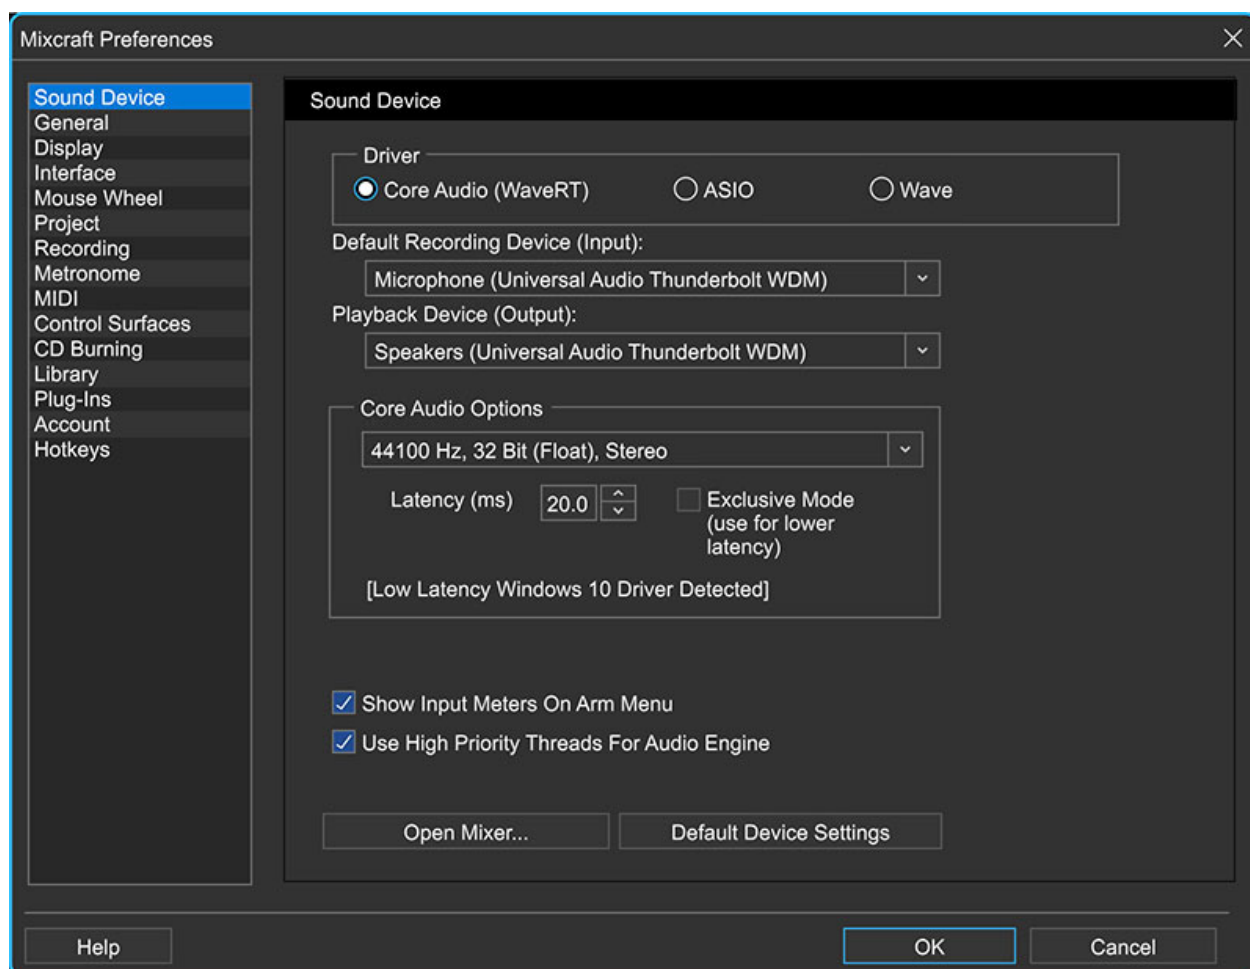 Mixcraft Preferences
Sound Device
General
Display
Interface
Mouse Wheel
Project
Recording
Metronome
MIDI
Control Surfaces
CD Burning
Library
Plug-Ins
Account
Hotkeys
Sound Device
Driver
Core Audio (WaveRT) ASIO Wave
Default Recording Device (Input):
Microphone (Universal Audio Thunderbolt WDM)
Playback Device (Output):
Speakers (Universal Audio Thunderbolt WDM)
Core Audio Options
44100 Hz, 32 Bit (Float), Stereo
Latency (ms) 20.0 Exclusive Mode
(use for lower
latency)
[Low Latency Windows 10 Driver Detected]
Show Input Meters On Arm Menu
Use High Priority Threads For Audio Engine
Open Mixer... Default Device Settings
Help OK Cancel